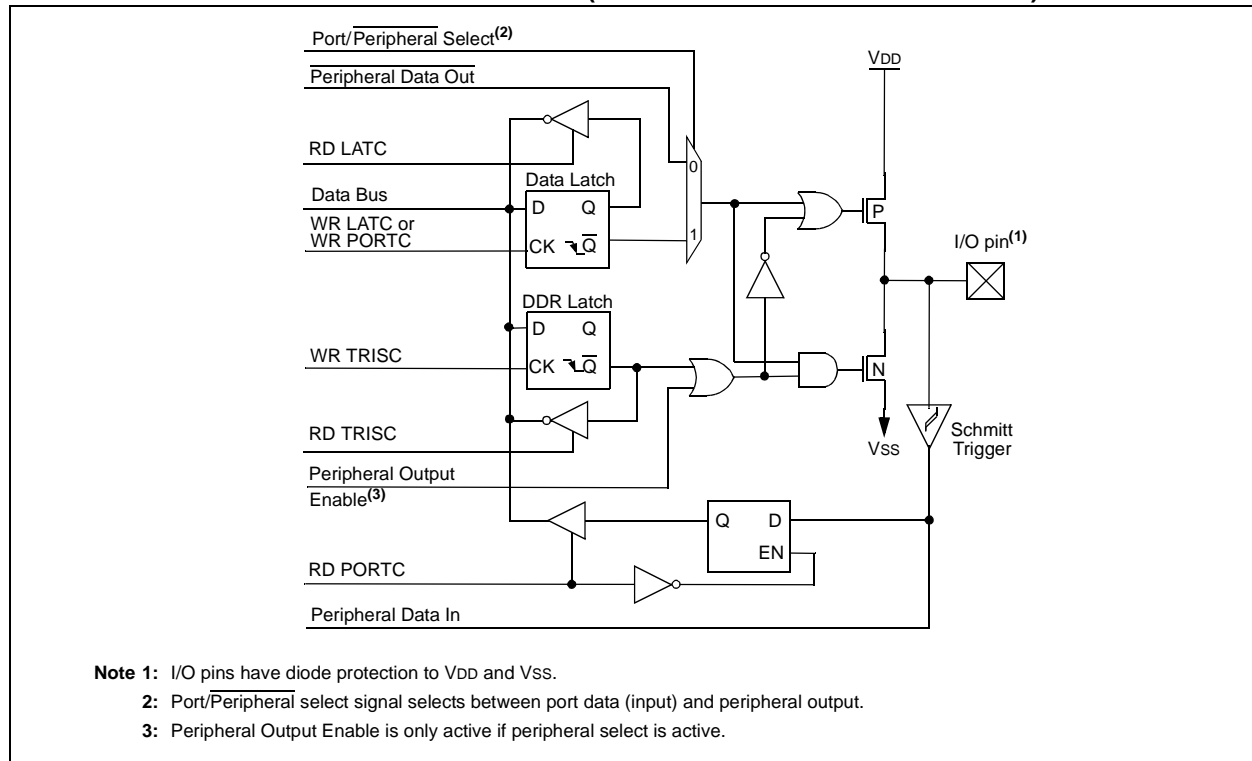 Port/Peripheral Select(2)
Peripheral Data Out
VDD
RD LATC
0
Data Latch
Data Bus
D Q
P
WR LATC or
WR PORTC
CK Q
1
I/O pin(1)
DDR Latch
D Q
WR TRISC
CK Q
N
RD TRISC
VSS
Schmitt
Trigger
Peripheral Output
Enable(3)
Q D
EN
RD PORTC
Peripheral Data In
Note 1: I/O pins have diode protection to VDD and VSS.
2: Port/Peripheral select signal selects between port data (input) and peripheral output.
3: Peripheral Output Enable is only active if peripheral select is active.